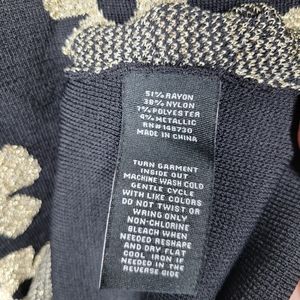 51% RAYON
38% NYLON
7% POLYESTER
4% METALLIC
RN# 148730
MADE IN CHINA
TURN GARMENT
INSIDE OUT
MACHINE WASH COLD
GENTLE CYCLE
WITH LIKE COLORS
DO NOT TWIST OR
WRING ONLY
NON-CHLORINE
BLEACH WHEN
NEEDED RESHAPE
AND DRY FLAT
COOL IRON IF
NEEDED IN THE
REVERSE SIDE